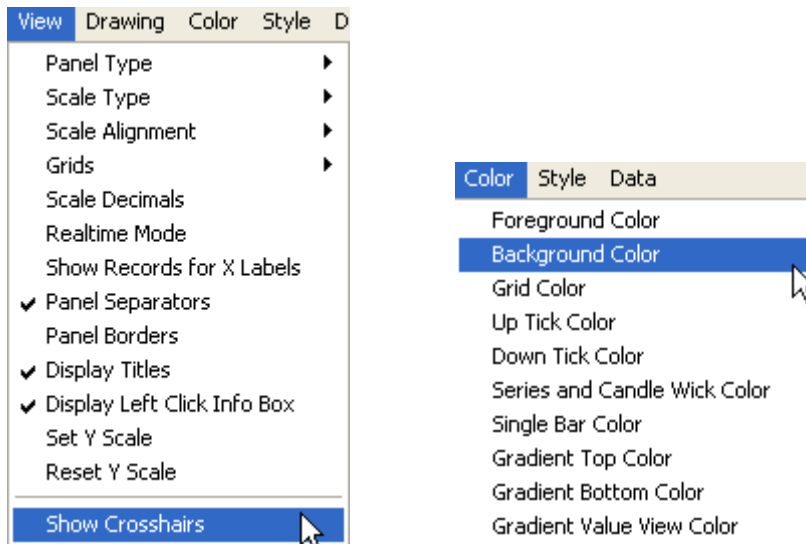 View Drawing Color Style D
Panel Type
Scale Type
Scale Alignment
Grids
Scale Decimals
Realtime Mode
Show Records for X Labels
Panel Separators
Panel Borders
Display Titles
Display Left Click Info Box
Set Y Scale
Reset Y Scale
Show Crosshairs
Color Style Data
Foreground Color
Background Color
Grid Color
Up Tick Color
Down Tick Color
Series and Candle Wick Color
Single Bar Color
Gradient Top Color
Gradient Bottom Color
Gradient Value View Color